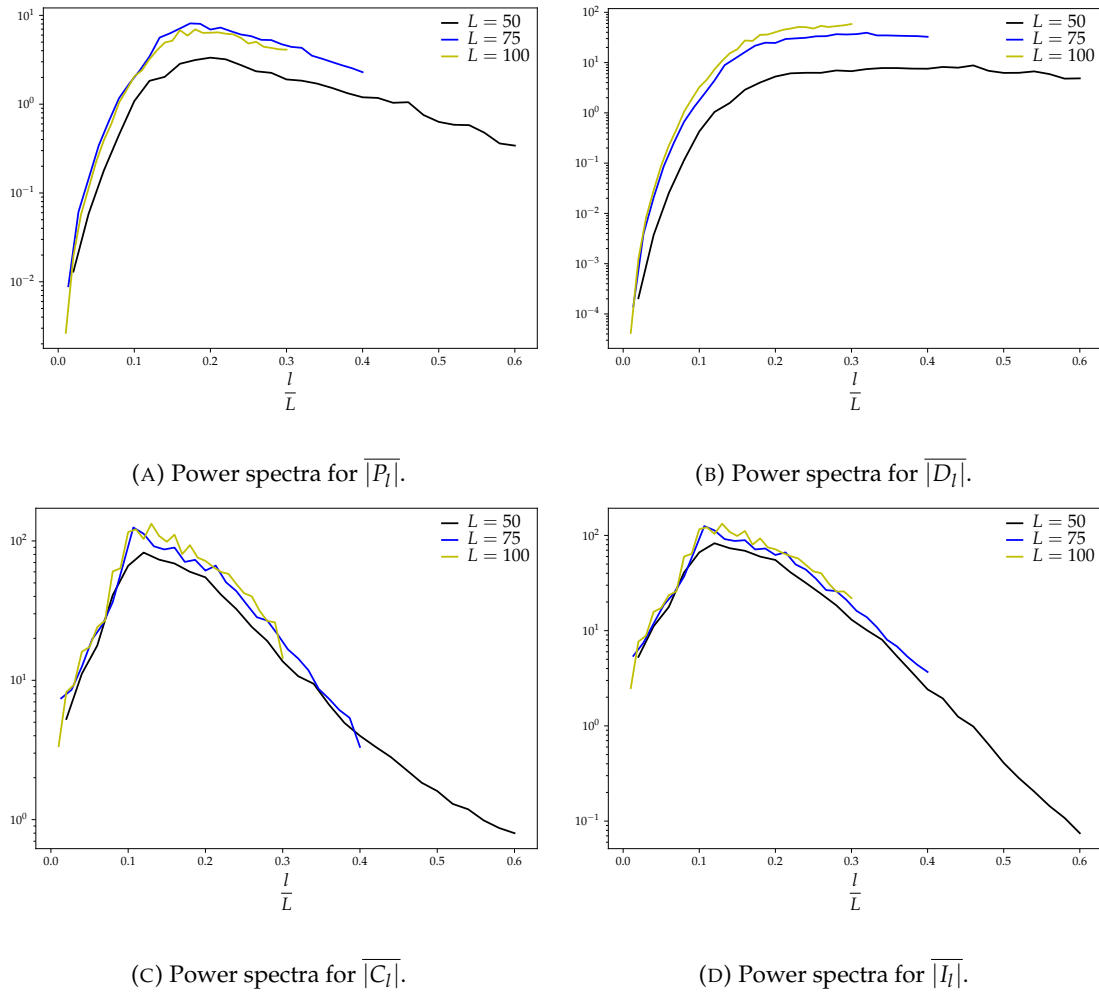 10^1
10^0
10^{-1}
10^{-2}
0.0 0.1 0.2 0.3 0.4 0.5 0.6
l
L
L = 50
L = 75
L = 100
(A) Power spectra for \overline{|P_l|}.
10^2
10^1
10^0
10^{-1}
10^{-2}
10^{-3}
10^{-4}
0.0 0.1 0.2 0.3 0.4 0.5 0.6
l
L
L = 50
L = 75
L = 100
(B) Power spectra for \overline{|D_l|}.
10^2
10^1
10^0
0.0 0.1 0.2 0.3 0.4 0.5 0.6
l
L
L = 50
L = 75
L = 100
(C) Power spectra for \overline{|C_l|}.
10^2
10^1
10^0
10^{-1}
0.0 0.1 0.2 0.3 0.4 0.5 0.6
l
L
L = 50
L = 75
L = 100
(D) Power spectra for \overline{|I_l|}.